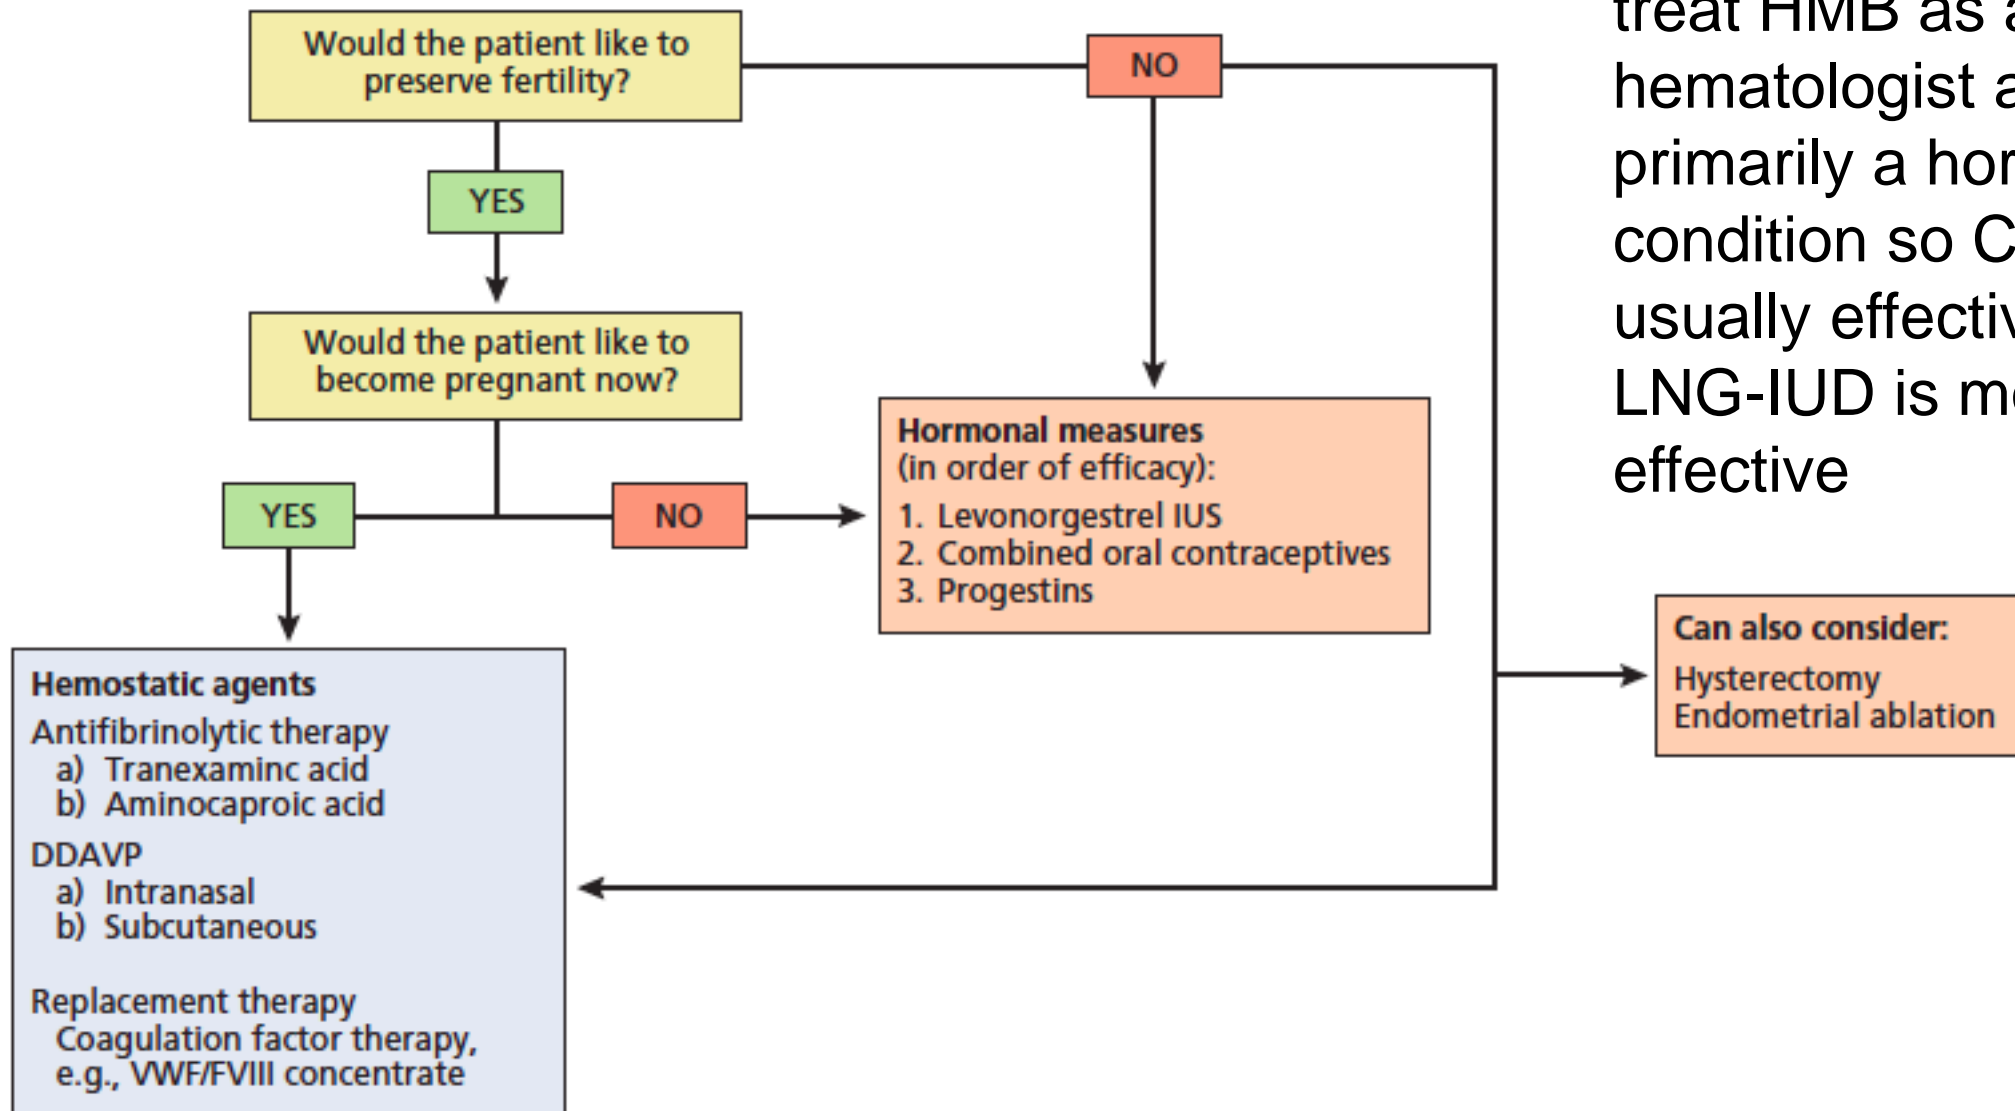 Would the patient like to
preserve fertility?
NO
YES
Would the patient like to
become pregnant now?
YES
NO
Hormonal measures
(in order of efficacy):
1. Levonorgestrel IUS
2. Combined oral contraceptives
3. Progestins
Hemostatic agents
Antifibrinolytic therapy
a) Tranexaminc acid
b) Aminocaproic acid
DDAVP
a) Intranasal
b) Subcutaneous
Replacement therapy
Coagulation factor therapy,
e.g., VWF/FVIII concentrate
Can also consider:
Hysterectomy
Endometrial ablation
treat HMB as
hematologist
primarily a
condition so
usually
LNG-IUD is
effective